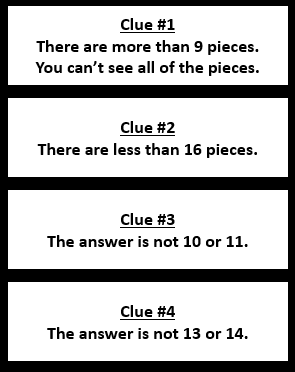 Clue #1
There are more than 9 pieces.
You can't see all of the pieces.
Clue #2
There are less than 16 pieces.
Clue #3
The answer is not 10 or 11.
Clue #4
The answer is not 13 or 14.